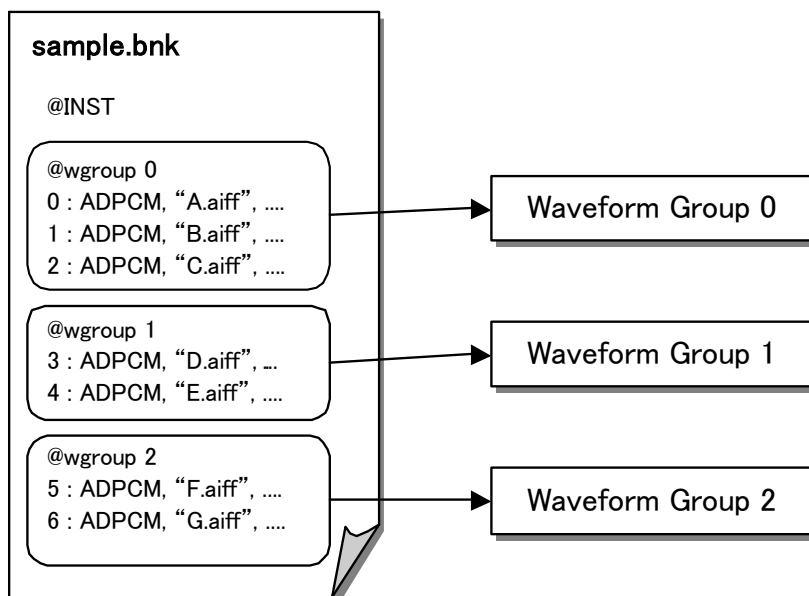 sample.bnk
@INST
@wgroup 0
0 : ADPCM, “A.aiff”, ....
1 : ADPCM, “B.aiff”, ....
2 : ADPCM, “C.aiff”, ....
Waveform Group 0
@wgroup 1
3 : ADPCM, “D.aiff”, ....
4 : ADPCM, “E.aiff”, ....
Waveform Group 1
@wgroup 2
5 : ADPCM, “F.aiff”, ....
6 : ADPCM, “G.aiff”, ....
Waveform Group 2